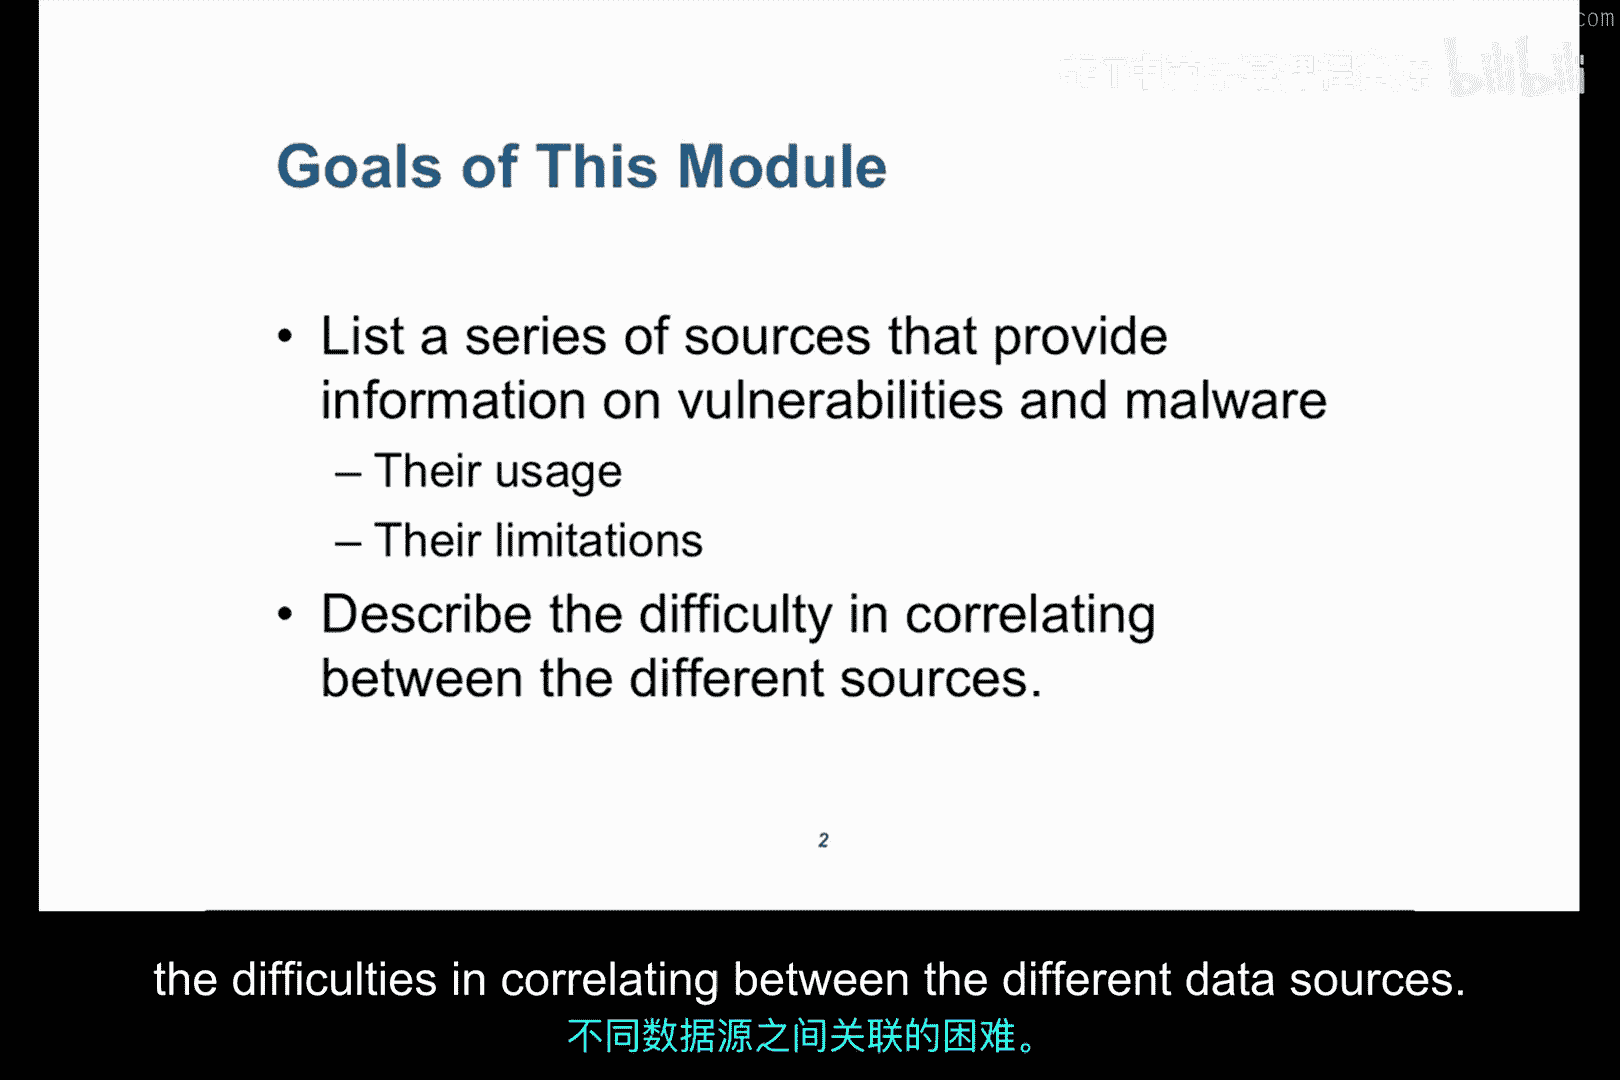 com
bilibili
Goals of This Module
• List a series of sources that provide
information on vulnerabilities and malware
– Their usage
– Their limitations
• Describe the difficulty in correlating
between the different sources.
2
the difficulties in correlating between the different data sources.
不同数据源之间关联的困难。